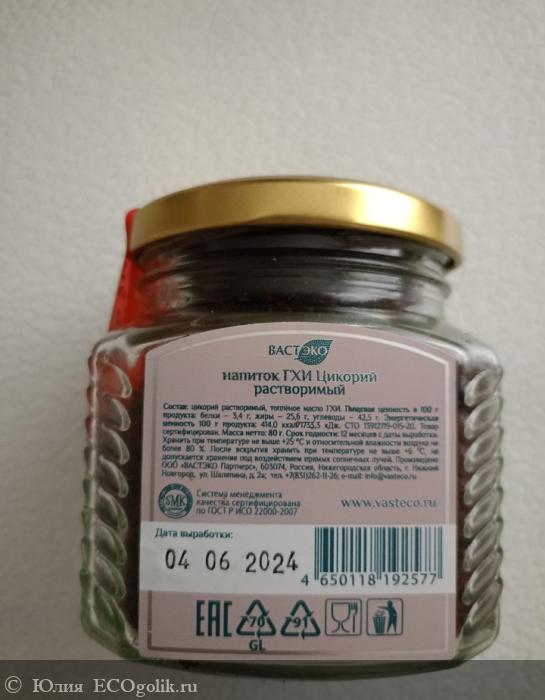 ВАСТЭКО
напиток ГХИ Цикорий
растворимый
Состав: цикорий растворимый, топлёное масло ГХИ. Пищевая ценность в 100 г
продукта: белки – 3,4 г, жиры – 25,6 г, углеводы – 42,5 г. Энергетическая
ценность 100 г продукта: 414,0 ккал/1733,3 кДж. СТО 15912719-015-20. Товар
сертифицирован. Масса нетто: 80 г. Срок годности: 12 месяцев с даты выработки.
Хранить при температуре не выше +25 °С и относительной влажности воздуха не
более 80 %. После вскрытия хранить при температуре не выше +6 °С, не
допускается хранение под воздействием прямых солнечных лучей. Произведено
ООО «ВАСТЭКО Партнер», 603074, Россия, Нижегородская область, г. Нижний
Новгород, ул. Шаляпина, д. 2а; тел.+7(831)262-11-26; e-mail: info@vasteco.ru
SMK
Система менеджмента
качества сертифицирована
по ГОСТ Р ИСО 22000-2007
www.vasteco.ru
Дата выработки:
04 06 2024
4 650118 192577
EAC
70
GL
91
Юлия ECOgolik.ru